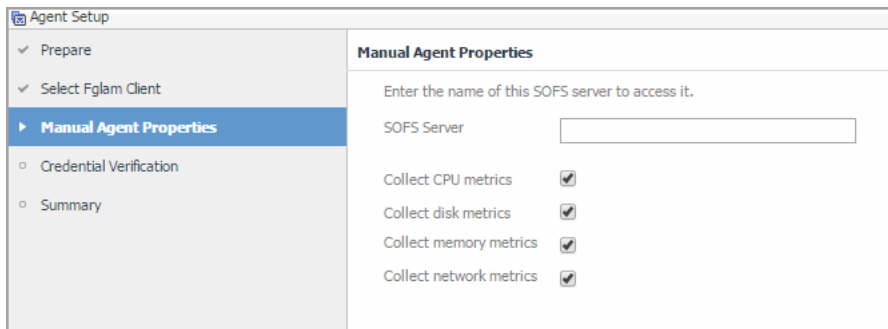 Agent Setup
Prepare
Select Fglam Client
Manual Agent Properties
Credential Verification
Summary
Manual Agent Properties
Enter the name of this SOFS server to access it.
SOFS Server
Collect CPU metrics
Collect disk metrics
Collect memory metrics
Collect network metrics